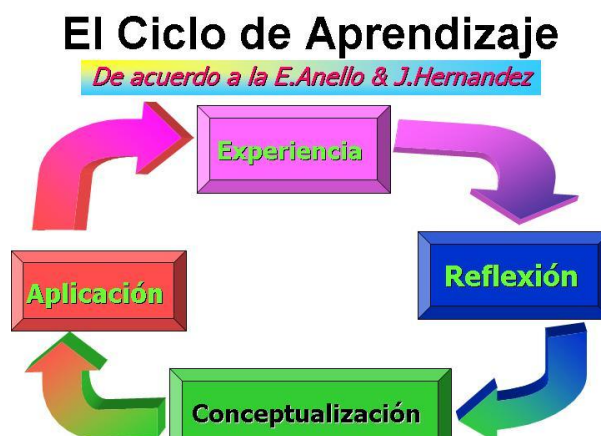 El Ciclo de Aprendizaje
De acuerdo a la E.Anello & J.Hernandez
Experiencia
Reflexión
Conceptualización
Aplicación